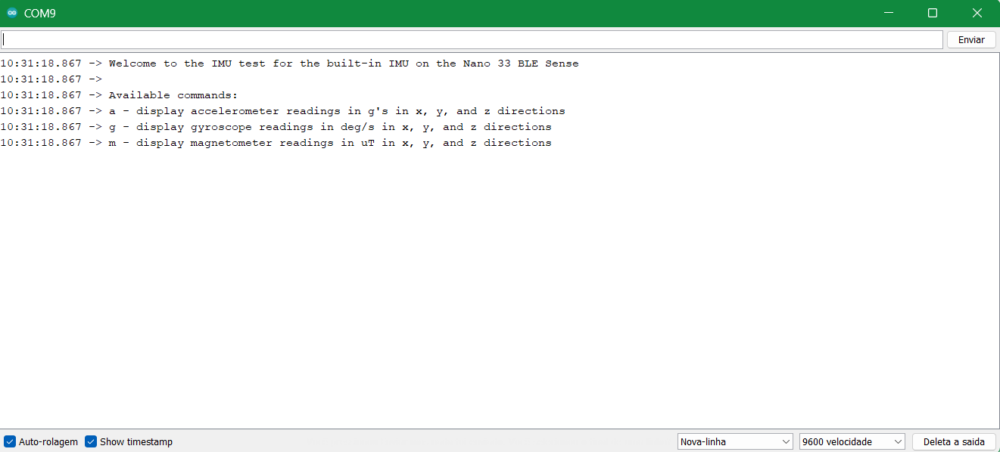 COM9
Enviar
10:31:18.867 -> Welcome to the IMU test for the built-in IMU on the Nano 33 BLE Sense
10:31:18.867 ->
10:31:18.867 -> Available commands:
10:31:18.867 -> a - display accelerometer readings in g's in x, y, and z directions
10:31:18.867 -> g - display gyroscope readings in deg/s in x, y, and z directions
10:31:18.867 -> m - display magnetometer readings in uT in x, y, and z directions
Auto-rolagem Show timestamp Nova-linha 9600 velocidade Deleta a saida